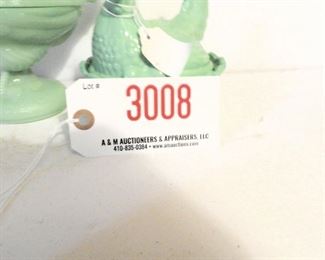 Lot #
3008
A & M AUCTIONEERS & APPRAISERS, LLC
410-835-0384 • www.amauctions.com